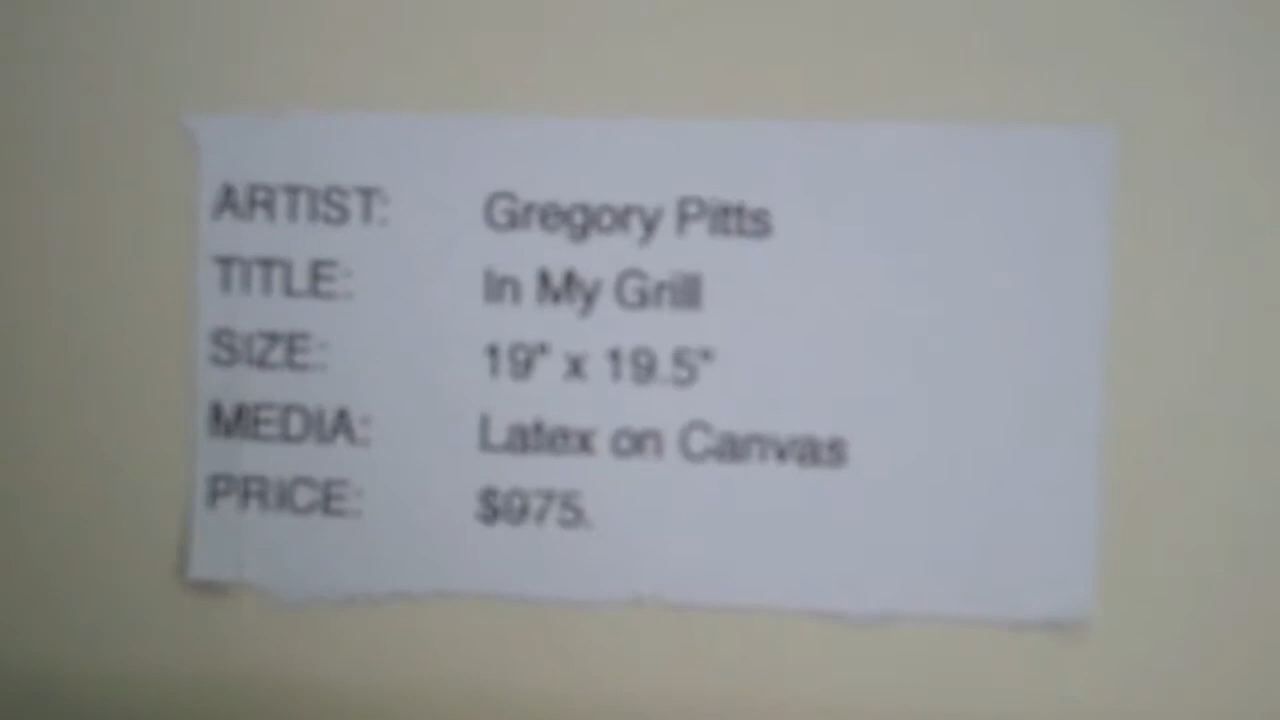 ARTIST: Gregory Pitts
TITLE: In My Grill
SIZE: 19" x 19.5"
MEDIA: Latex on Canvas
PRICE: $975.